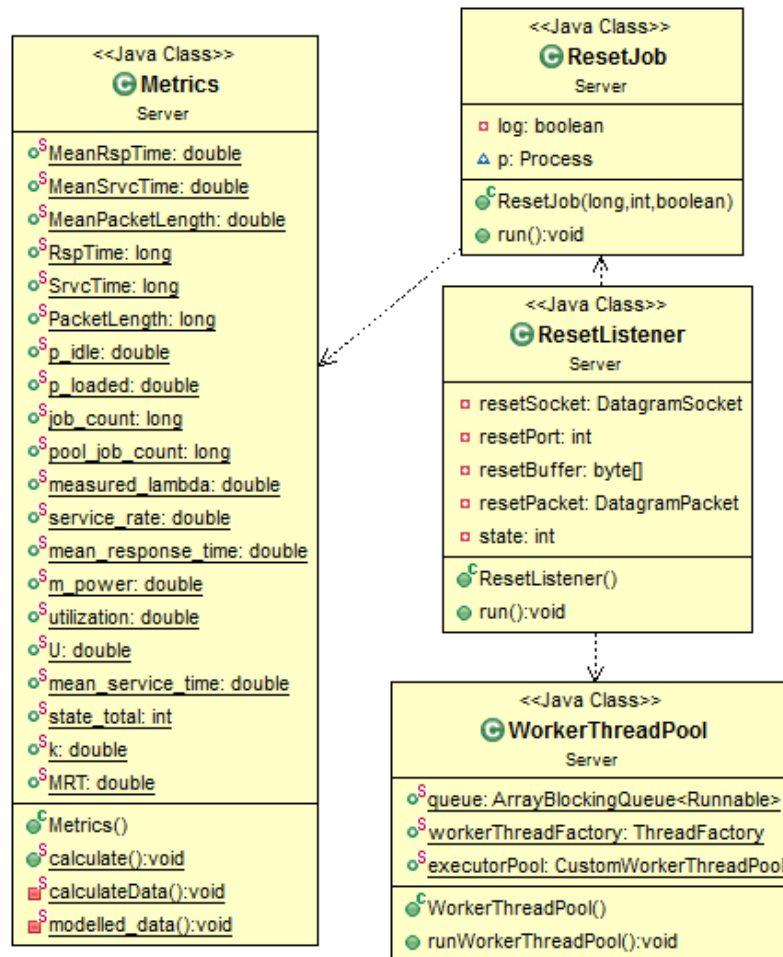 <<Java Class>>
Metrics
Server
MeanRspTime: double
MeanSrvcTime: double
MeanPacketLength: double
RspTime: long
SrvcTime: long
PacketLength: long
p_idle: double
p_loaded: double
job_count: long
pool_job_count: long
measured_lambda: double
service_rate: double
mean_response_time: double
m_power: double
utilization: double
U: double
mean_service_time: double
state_total: int
k: double
MRT: double
Metrics()
calculate():void
calculateData():void
modelled_data():void
<<Java Class>>
ResetJob
Server
log: boolean
p: Process
ResetJob(long,int,boolean)
run():void
<<Java Class>>
ResetListener
Server
resetSocket: DatagramSocket
resetPort: int
resetBuffer: byte[]
resetPacket: DatagramPacket
state: int
ResetListener()
run():void
<<Java Class>>
WorkerThreadPool
Server
queue: ArrayBlockingQueue<Runnable>
workerThreadFactory: ThreadFactory
executorPool: CustomWorkerThreadPool
WorkerThreadPool()
runWorkerThreadPool():void